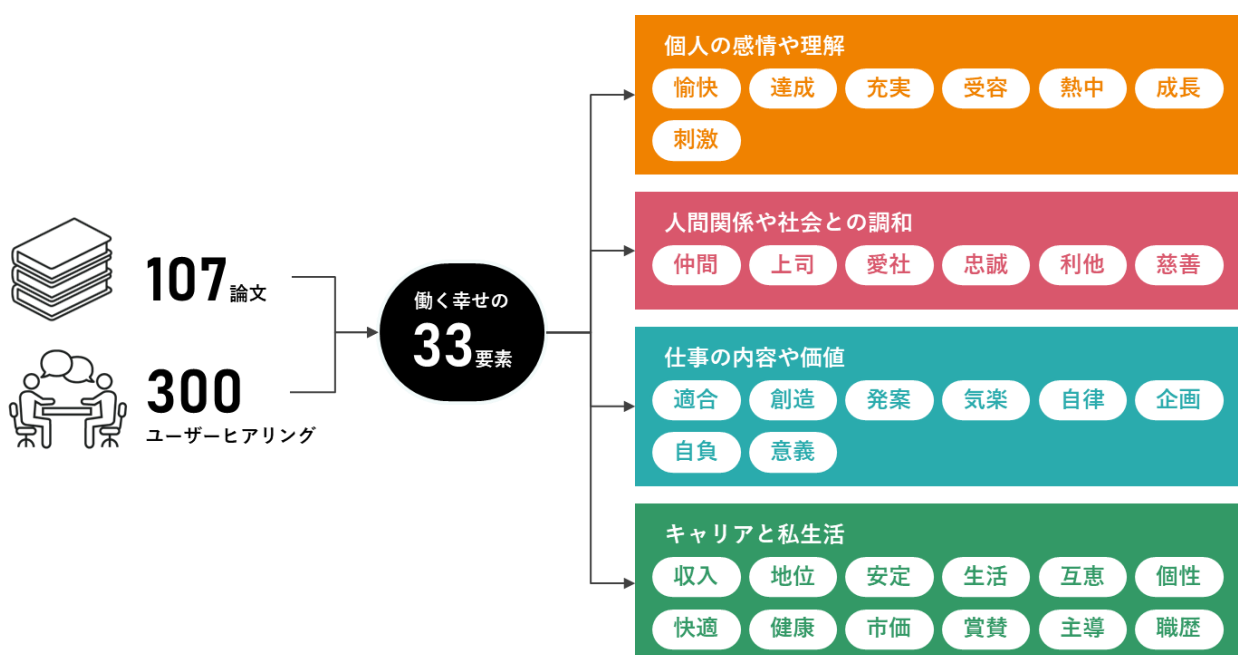 107論文
300
ユーザーヒアリング
働く幸せの
33要素
個人の感情や理解
愉快 達成 充実 受容 熱中 成長
刺激
人間関係や社会との調和
仲間 上司 愛社 忠誠 利他 慈善
仕事の内容や価値
適合 創造 発案 気楽 自律 企画
自負 意義
キャリアと私生活
収入 地位 安定 生活 互恵 個性
快適 健康 市価 賞賛 主導 職歴